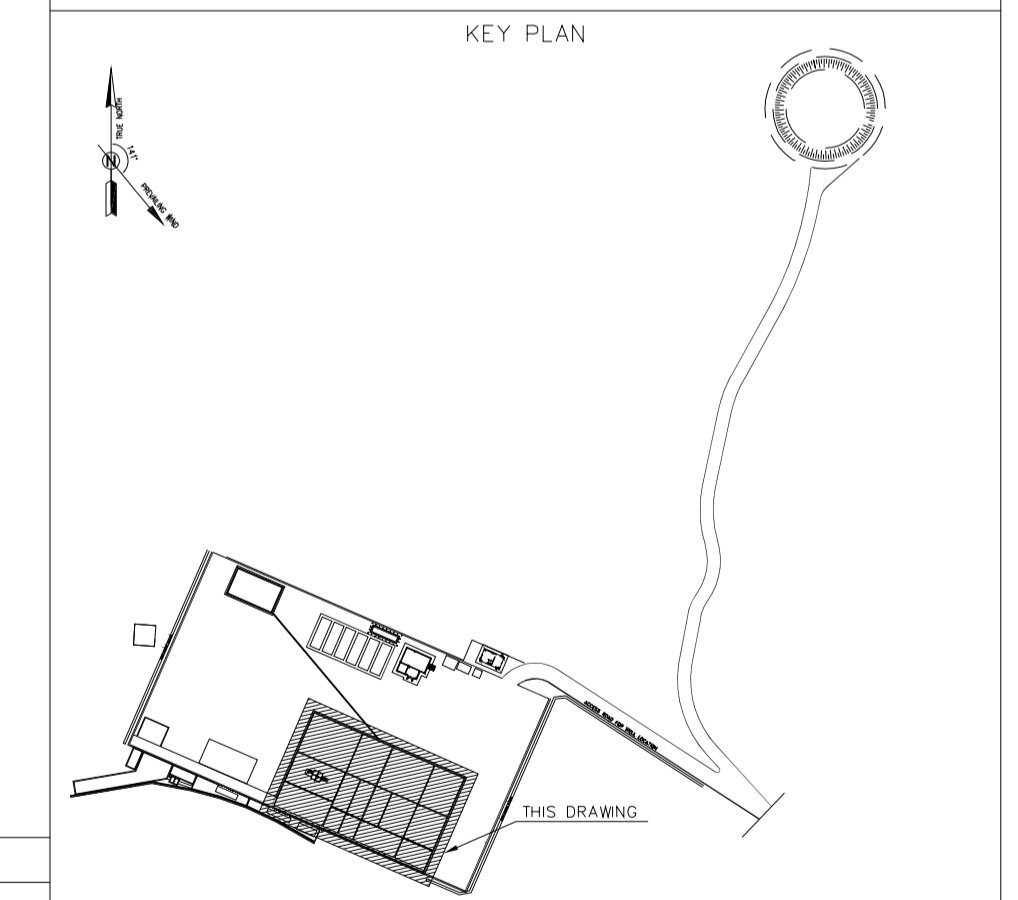 KEY PLAN
TRUE NORTH
N
141°
PREVAILING WIND
ACCESS ROAD FOR WELL LOCATION
THIS DRAWING